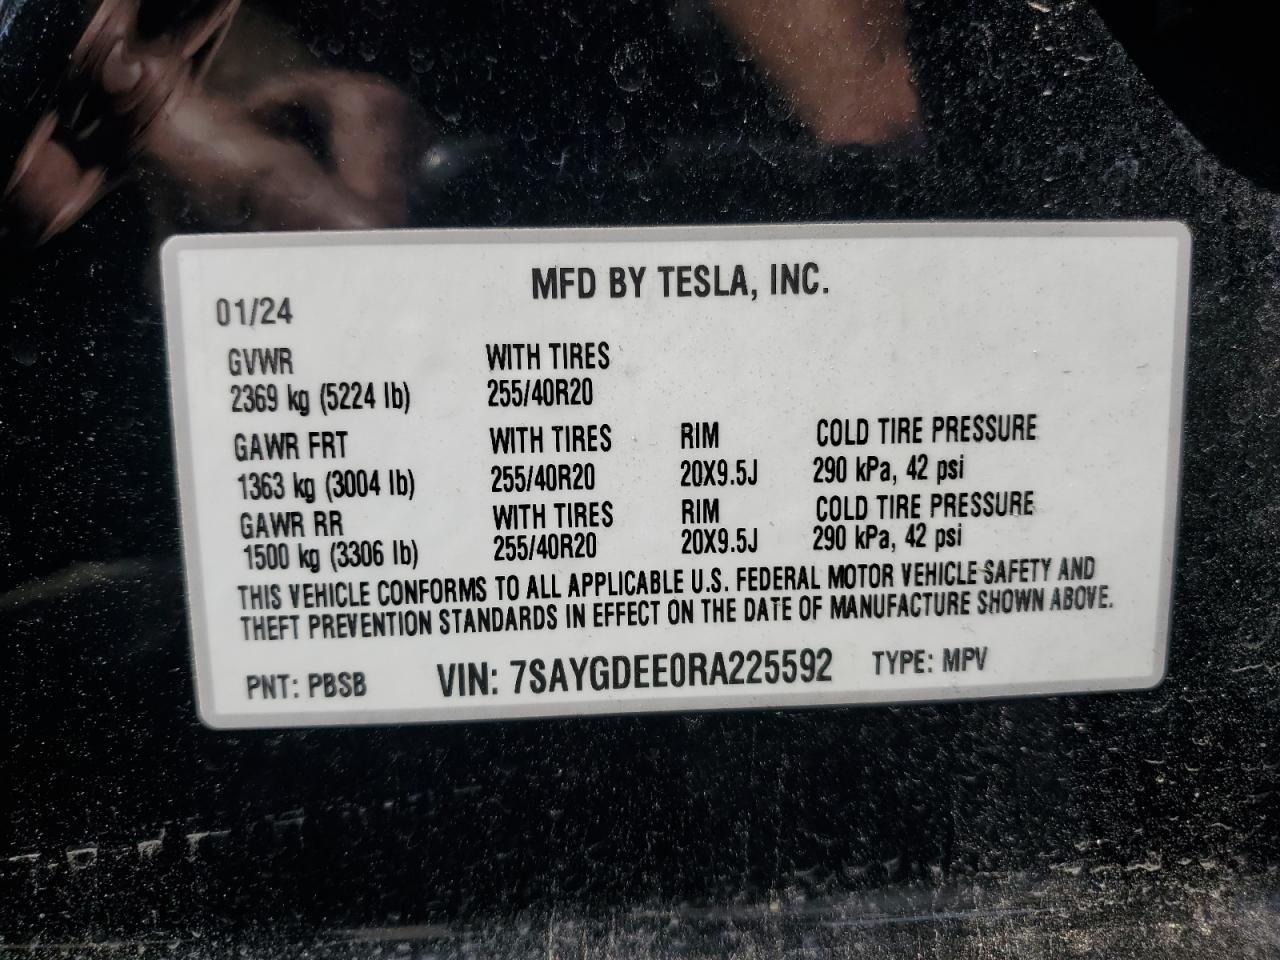 MFD BY TESLA, INC.
01/24
GVWR WITH TIRES
2369 kg (5224 lb) 255/40R20
GAWR FRT WITH TIRES RIM COLD TIRE PRESSURE
1363 kg (3004 lb) 255/40R20 20X9.5J 290 kPa, 42 psi
GAWR RR WITH TIRES RIM COLD TIRE PRESSURE
1500 kg (3306 lb) 255/40R20 20X9.5J 290 kPa, 42 psi
THIS VEHICLE CONFORMS TO ALL APPLICABLE U.S. FEDERAL MOTOR VEHICLE SAFETY AND
THEFT PREVENTION STANDARDS IN EFFECT ON THE DATE OF MANUFACTURE SHOWN ABOVE.
PNT: PBSB VIN: 7SAYGDEE0RA225592 TYPE: MPV